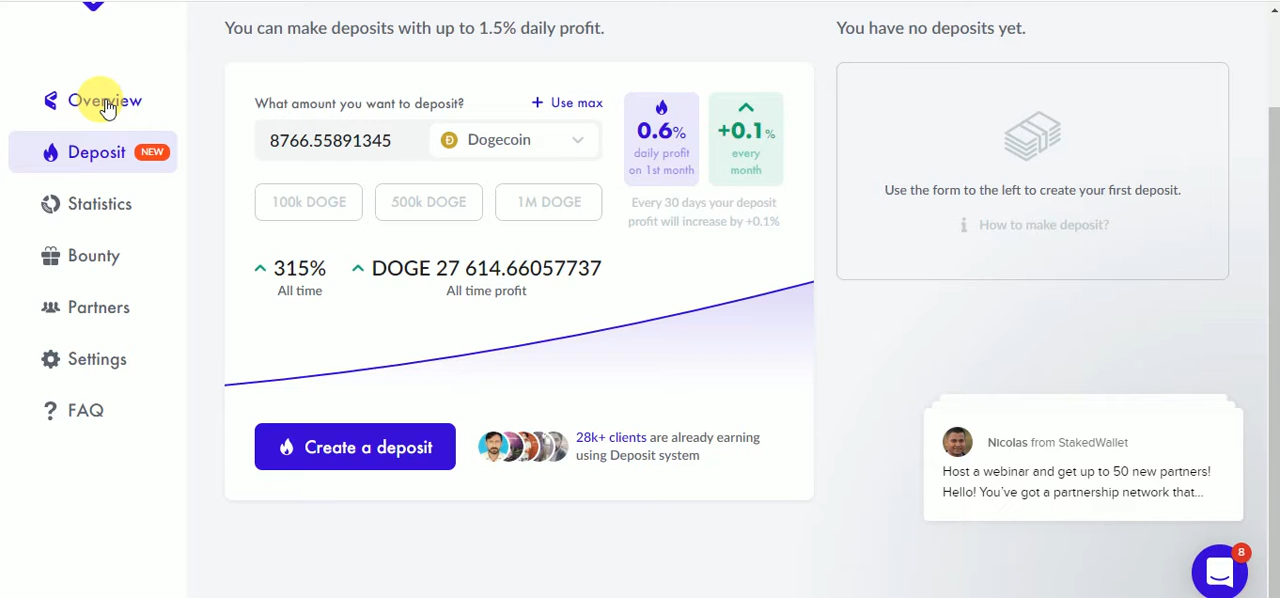 You can make deposits with up to 1.5% daily profit.
You have no deposits yet.
Overview
Deposit NEW
Statistics
Bounty
Partners
Settings
FAQ
What amount you want to deposit?
+ Use max
8766.55891345
Dogecoin
100k DOGE
500k DOGE
1M DOGE
0.6%
daily profit
on 1st month
+0.1%
every
month
Every 30 days your deposit
profit will increase by +0.1%
315%
All time
DOGE 27 614.66057737
All time profit
Create a deposit
28k+ clients are already earning
using Deposit system
Use the form to the left to create your first deposit.
How to make deposit?
Nicolas from StakedWallet
Host a webinar and get up to 50 new partners!
Hello! You've got a partnership network that...
8